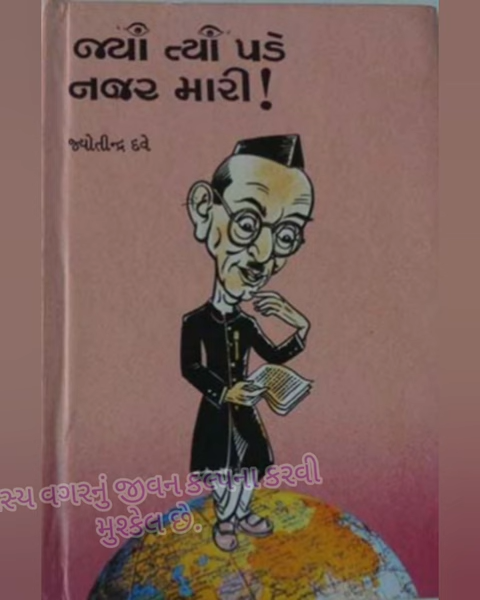 જ્યાં ત્યાં પડે
નજર મારી!
જ્યોતીન્દ્ર દવે
વગરનું જીવન કલ્પના કરવી
મુશ્કેલ છે.